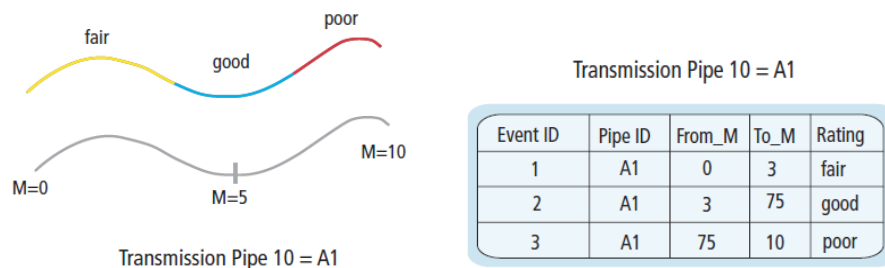 fair
good
poor
M=0
M=5
M=10
Transmission Pipe 10 = A1
Transmission Pipe 10 = A1
Event ID Pipe ID From_M To_M Rating
1 A1 0 3 fair
2 A1 3 75 good
3 A1 75 10 poor